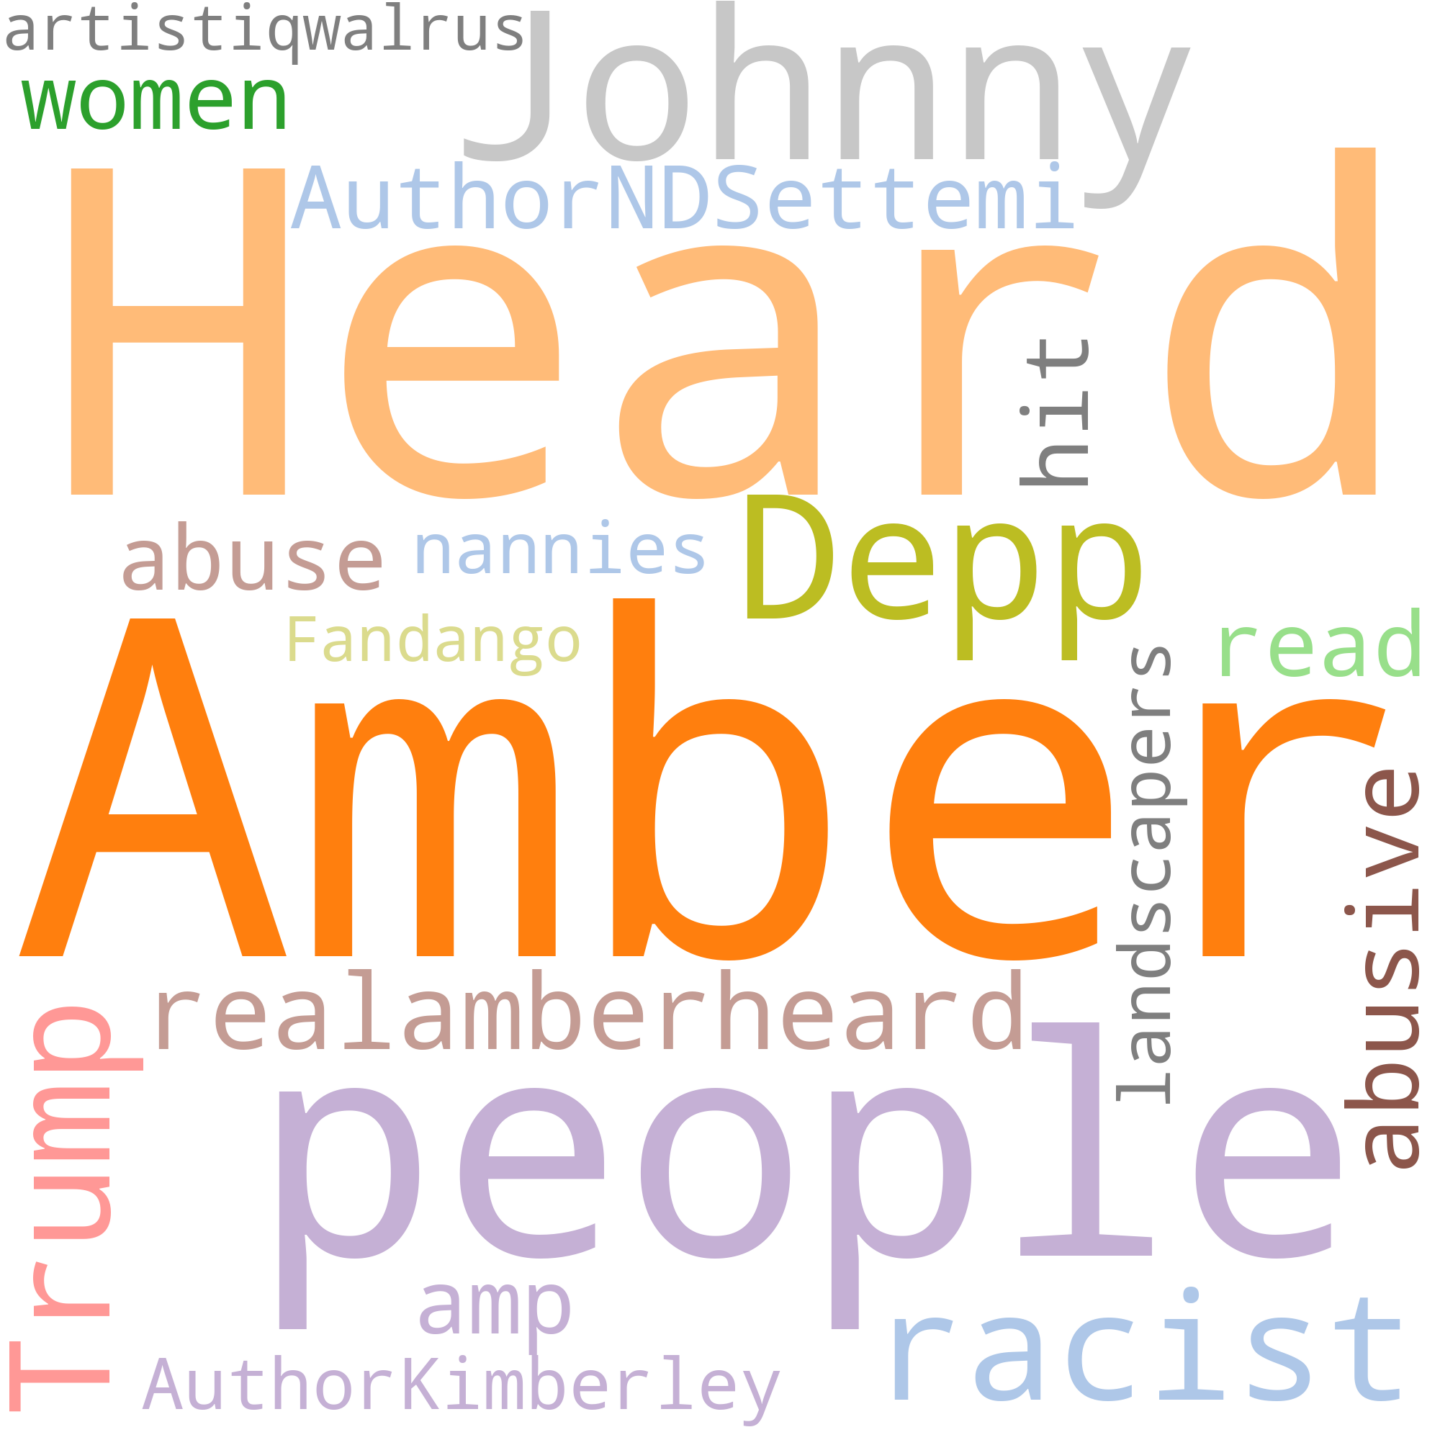 artistiqwalrus
Johnny
women
AuthorNDSettemi
Heard
hit
abuse
nannies
Depp
Fandango
read
Amber
landscapers
abusive
realamberheard
Trump
people
amp
racist
AuthorKimberley